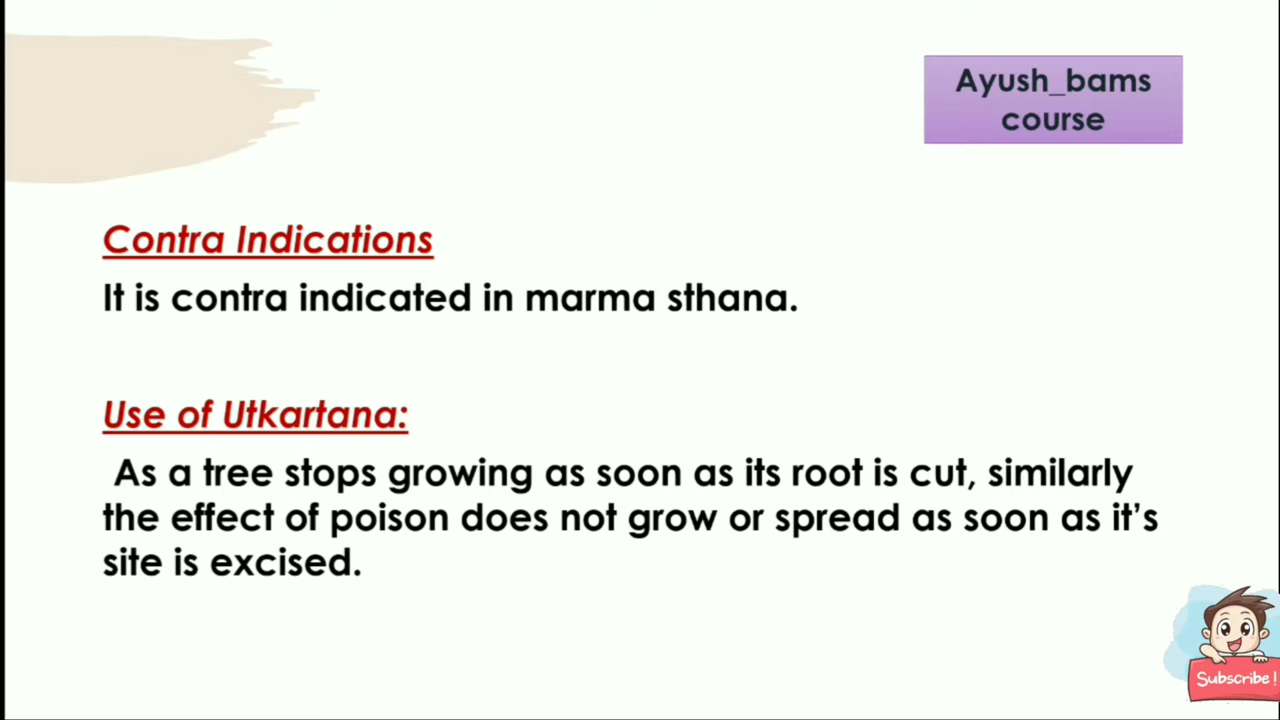 Ayush_bams
course
Contra Indications
It is contra indicated in marma sthana.
Use of Utkartana:
As a tree stops growing as soon as its root is cut, similarly
the effect of poison does not grow or spread as soon as it’s
site is excised.
Subscribe!